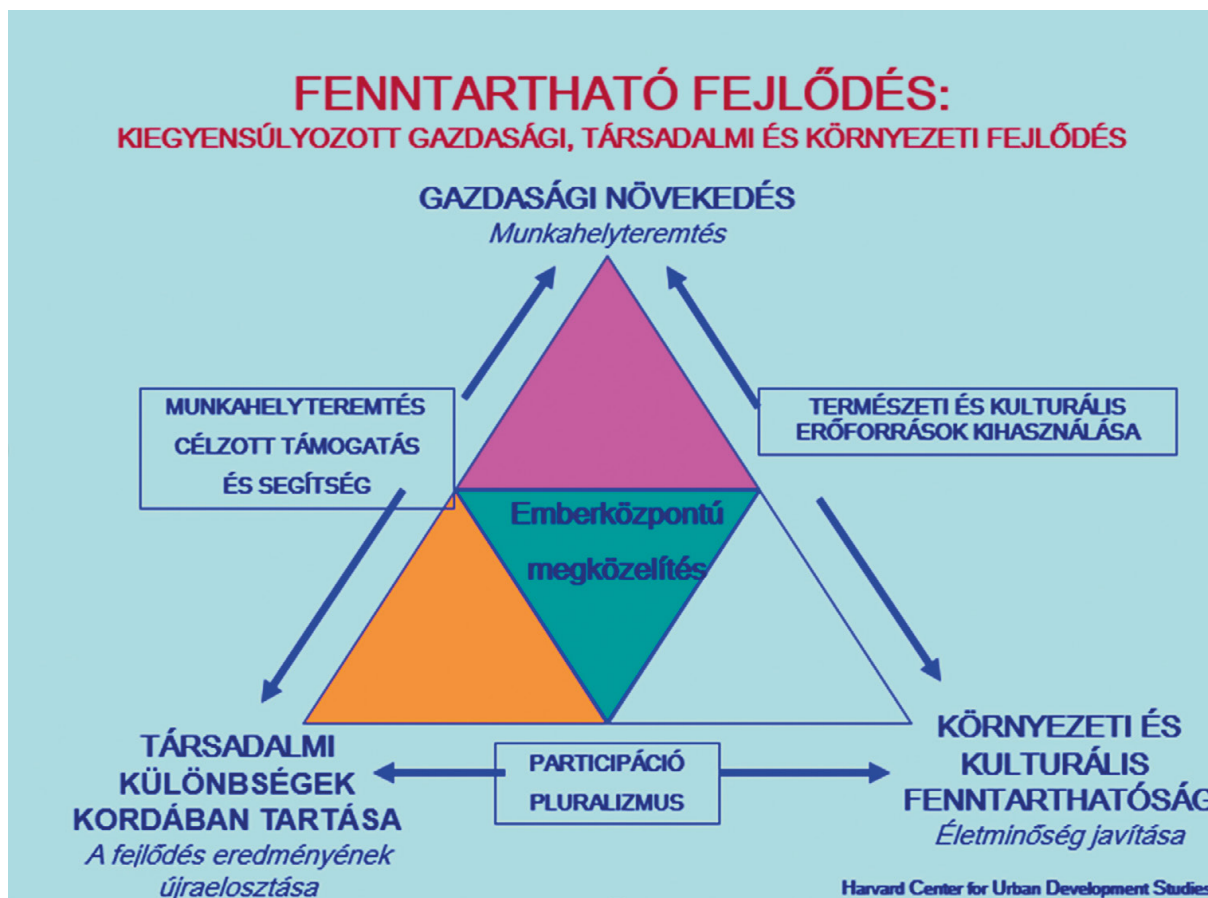 FENNTARTHATÓ FEJLŐDÉS:
KIEGYENSÚLYOZOTT GAZDASÁGI, TÁRSADALMI ÉS KÖRNYEZETI FEJLŐDÉS
GAZDASÁGI NÖVEKEDÉS
Munkahelyteremtés
MUNKAHELYTEREMTÉS
CÉLZOTT TÁMOGATÁS
ÉS SEGÍTSÉG
TERMÉSZETI ÉS KULTURÁLIS
ERŐFORRÁSOK KIHASZNÁLÁSA
Emberközpontú
megközelítés
TÁRSADALMI
KÜLÖNBSÉGEK
KORDÁBAN TARTÁSA
A fejlődés eredményének
újraelosztása
PARTICIPÁCIÓ
PLURALIZMUS
KÖRNYEZETI ÉS
KULTURÁLIS
FENNTARTHATÓSÁG
Életminőség javítása
Harvard Center for Urban Development Studies